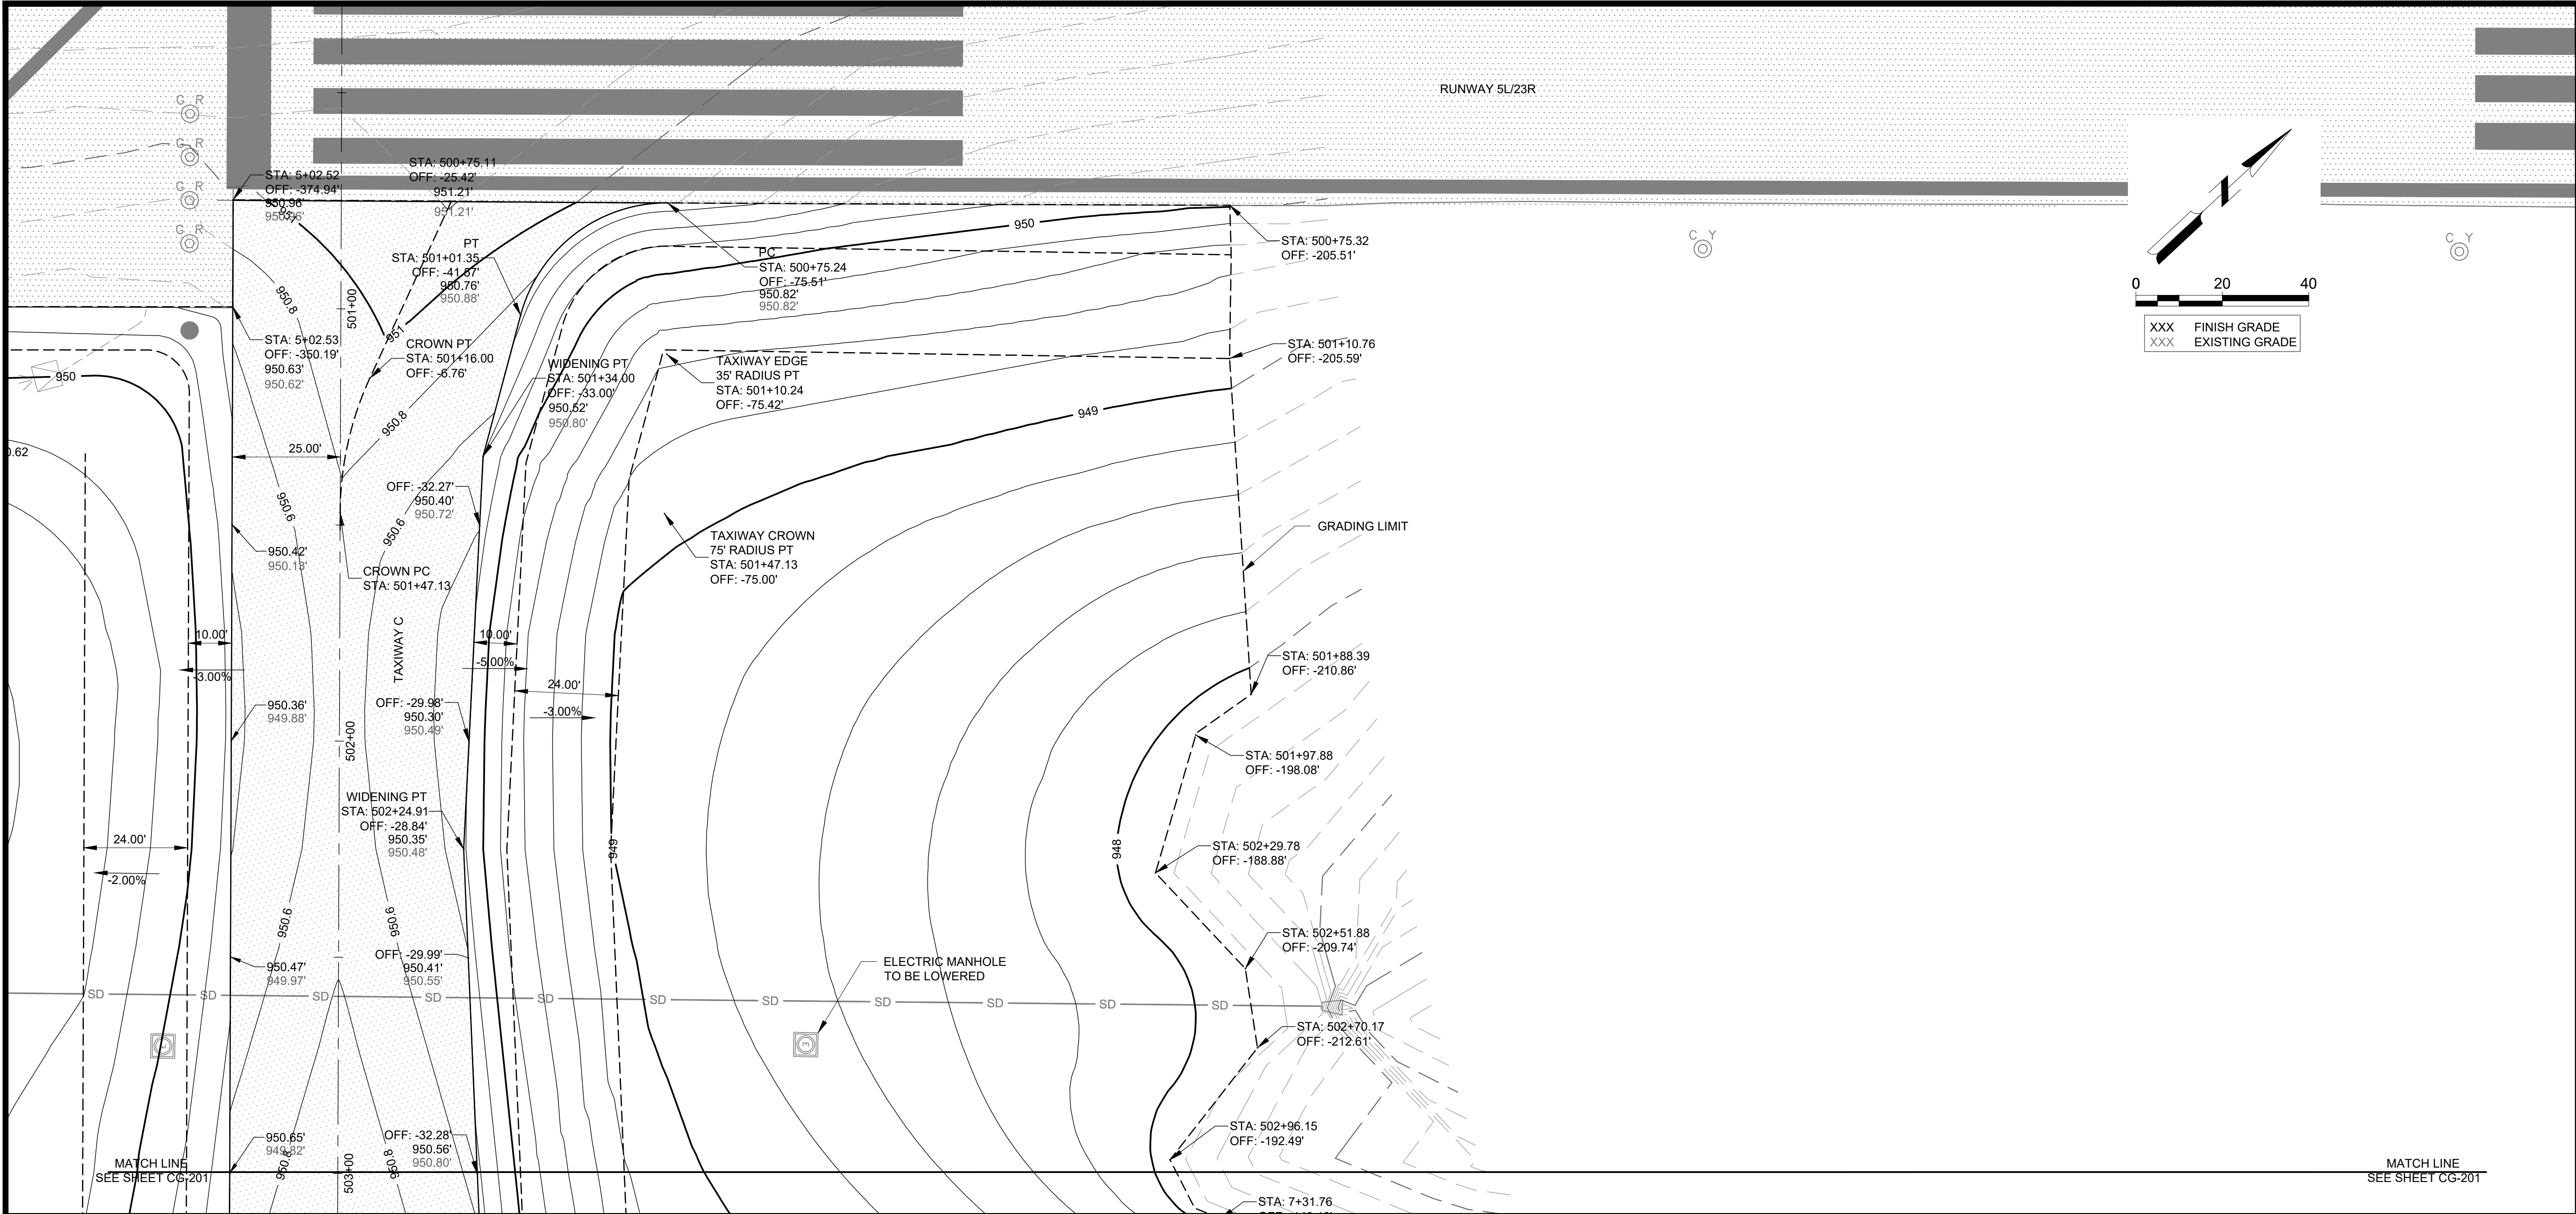 RUNWAY 5L/23R
G R
G R
G R
G R
STA: 5+02.52
OFF: -374.94'
950.96'
STA: 500+75.11
OFF: -25.42'
951.21'
951.21'
PT
STA: 501+01.35
OFF: -41.87'
950.76'
950.88'
PC
STA: 500+75.24
OFF: -75.51'
950.82'
950.82'
950
STA: 500+75.32
OFF: -205.51'
C Y
C Y
0 20 40
XXX FINISH GRADE
XXX EXISTING GRADE
950.8
501+00
951
STA: 5+02.53
OFF: -350.19'
950.63'
950.62'
CROWN PT
STA: 501+16.00
OFF: -6.76'
WIDENING PT
STA: 501+34.00
OFF: -33.00'
950.52'
950.80'
TAXIWAY EDGE
35' RADIUS PT
STA: 501+10.24
OFF: -75.42'
STA: 501+10.76
OFF: -205.59'
950
949
950.8
0.62
25.00'
950.6
950.6
OFF: -32.27'
950.40'
950.72'
950.42'
950.13'
CROWN PC
STA: 501+47.13
TAXIWAY CROWN
75' RADIUS PT
STA: 501+47.13
OFF: -75.00'
GRADING LIMIT
TAXIWAY C
10.00'
-3.00%
10.00'
-5.00%
24.00'
-3.00%
STA: 501+88.39
OFF: -210.86'
950.36'
949.88'
OFF: -29.98'
950.30'
950.49'
502+00
STA: 501+97.88
OFF: -198.08'
WIDENING PT
STA: 502+24.91
OFF: -28.84'
950.35'
950.48'
24.00'
-2.00%
949
948
STA: 502+29.78
OFF: -188.88'
950.6
950.6
STA: 502+51.88
OFF: -209.74'
950.47'
949.97'
OFF: -29.99'
950.41'
950.55'
ELECTRIC MANHOLE
TO BE LOWERED
SD SD SD SD SD SD SD SD SD SD SD
E
E
STA: 502+70.17
OFF: -212.61'
950.65'
949.82'
950.8
503+00
950.8
OFF: -32.28'
950.56'
950.80'
STA: 502+96.15
OFF: -192.49'
MATCH LINE
SEE SHEET CG-201
MATCH LINE
SEE SHEET CG-201
STA: 7+31.76